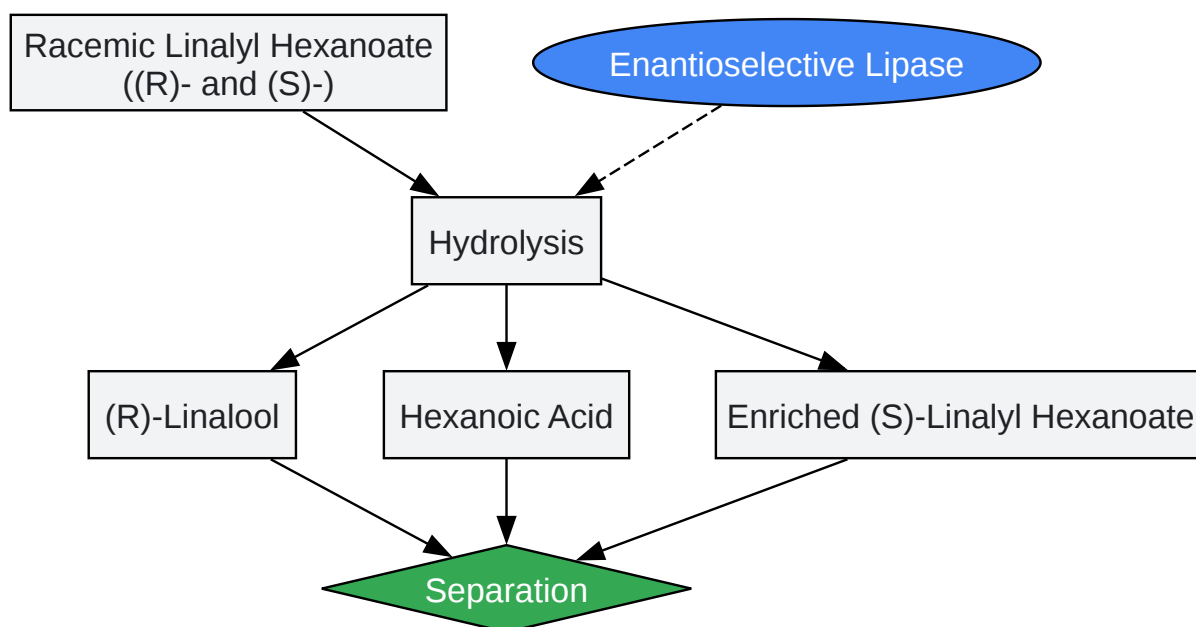 Racemic Linalyl Hexanoate
((R)- and (S)-)
Enantioselective Lipase
Hydrolysis
(R)-Linalool
Hexanoic Acid
Enriched (S)-Linalyl Hexanoate
Separation